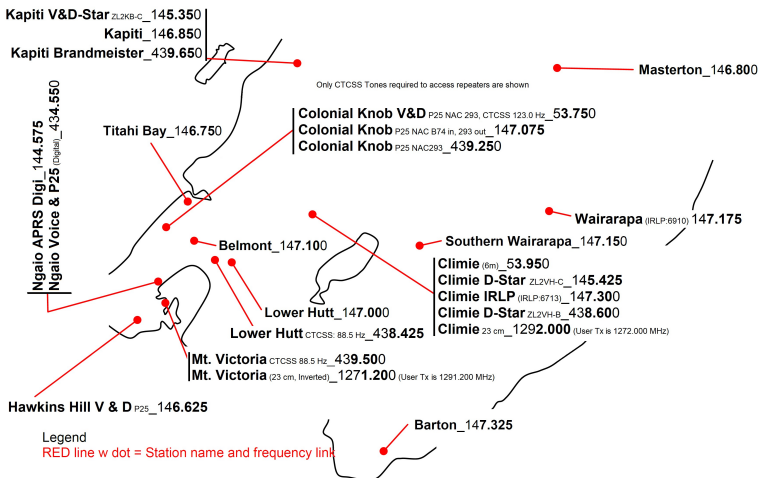 Kapiti V&D-Star ZL2KB-C_145.350
Kapiti_146.850
Kapiti Brandmeister_439.650
Masterton_146.800
Only CTCSS Tones required to access repeaters are shown
Ngaio APRS Digi_144.575
Ngaio Voice & P25 (Digital)_434.550
Titahi Bay_146.750
Colonial Knob V&D P25 NAC 293, CTCSS 123.0 Hz_53.750
Colonial Knob P25 NAC B74 in, 293 out_147.075
Colonial Knob P25 NAC293_439.250
Wairarapa (IRLP:6910) 147.175
Belmont_147.100
Southern Wairarapa_147.150
Climie (6m)_53.950
Climie D-Star ZL2VH-C_145.425
Climie IRLP (IRLP:6713)_147.300
Climie D-Star ZL2VH-B_438.600
Climie 23 cm_1292.000 (User Tx is 1272.000 MHz)
Lower Hutt_147.000
Lower Hutt CTCSS: 88.5 Hz_438.425
Mt. Victoria CTCSS 88.5 Hz_439.500
Mt. Victoria (23 cm, Inverted)_1271.200 (User Tx is 1291.200 MHz)
Hawkins Hill V & D P25_146.625
Barton_147.325
Legend
RED line w dot = Station name and frequency link